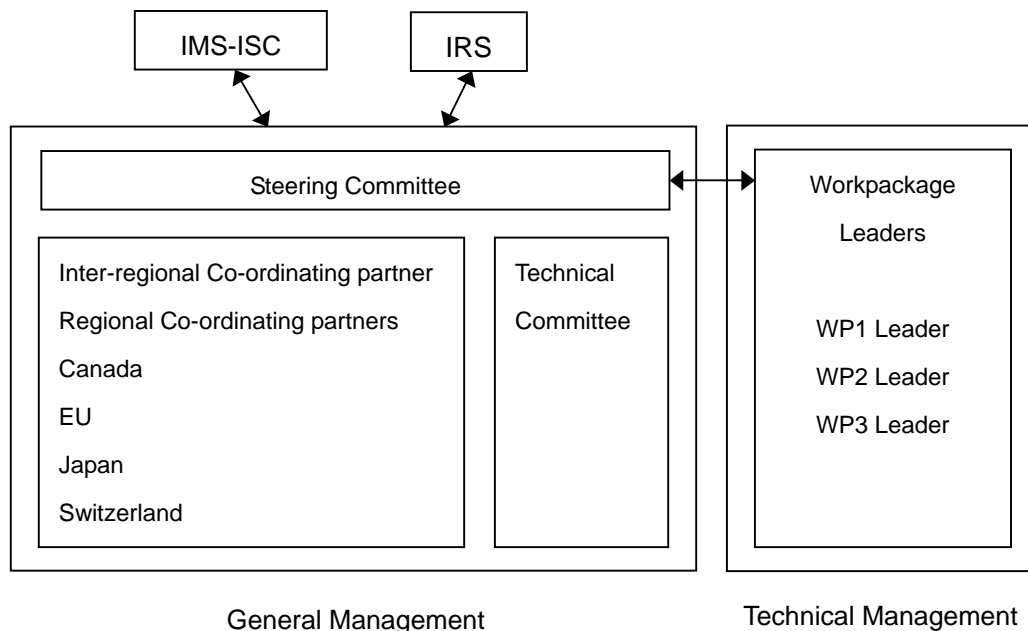 IMS-ISC
IRS
Steering Committee
Inter-regional Co-ordinating partner
Regional Co-ordinating partners
Canada
EU
Japan
Switzerland
Technical
Committee
Workpackage
Leaders
WP1 Leader
WP2 Leader
WP3 Leader
General Management
Technical Management